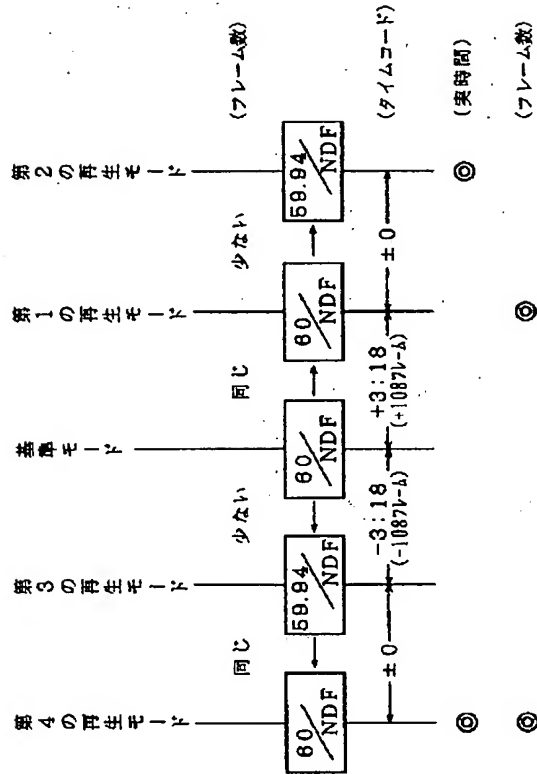 第4の再生モード
第3の再生モード
基準モード
第1の再生モード
第2の再生モード
同じ
少ない
同じ
少ない
(フレーム数)
60/NDF
59.94/NDF
60/NDF
60/NDF
59.94/NDF
±0
-3:18
(-108フレーム)
+3:18
(+108フレーム)
±0
(タイムコード)
◎
◎
(実時間)
◎
◎
(フレーム数)